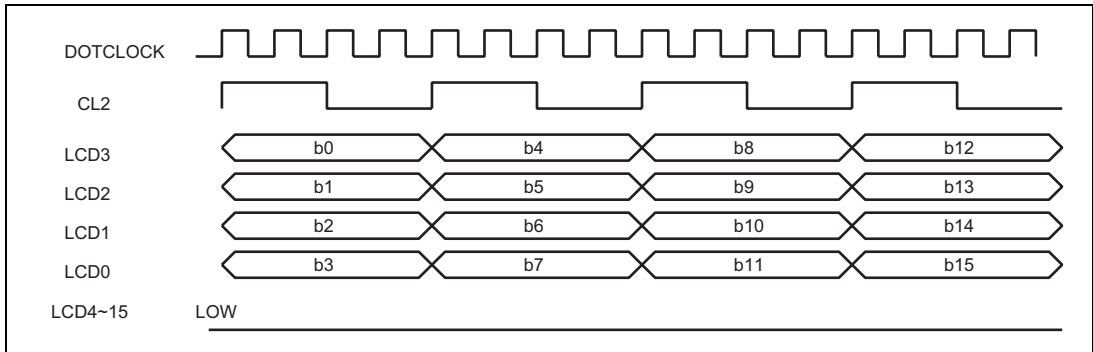 DOTCLOCK
CL2
LCD3 b0 b4 b8 b12
LCD2 b1 b5 b9 b13
LCD1 b2 b6 b10 b14
LCD0 b3 b7 b11 b15
LCD4~15 LOW